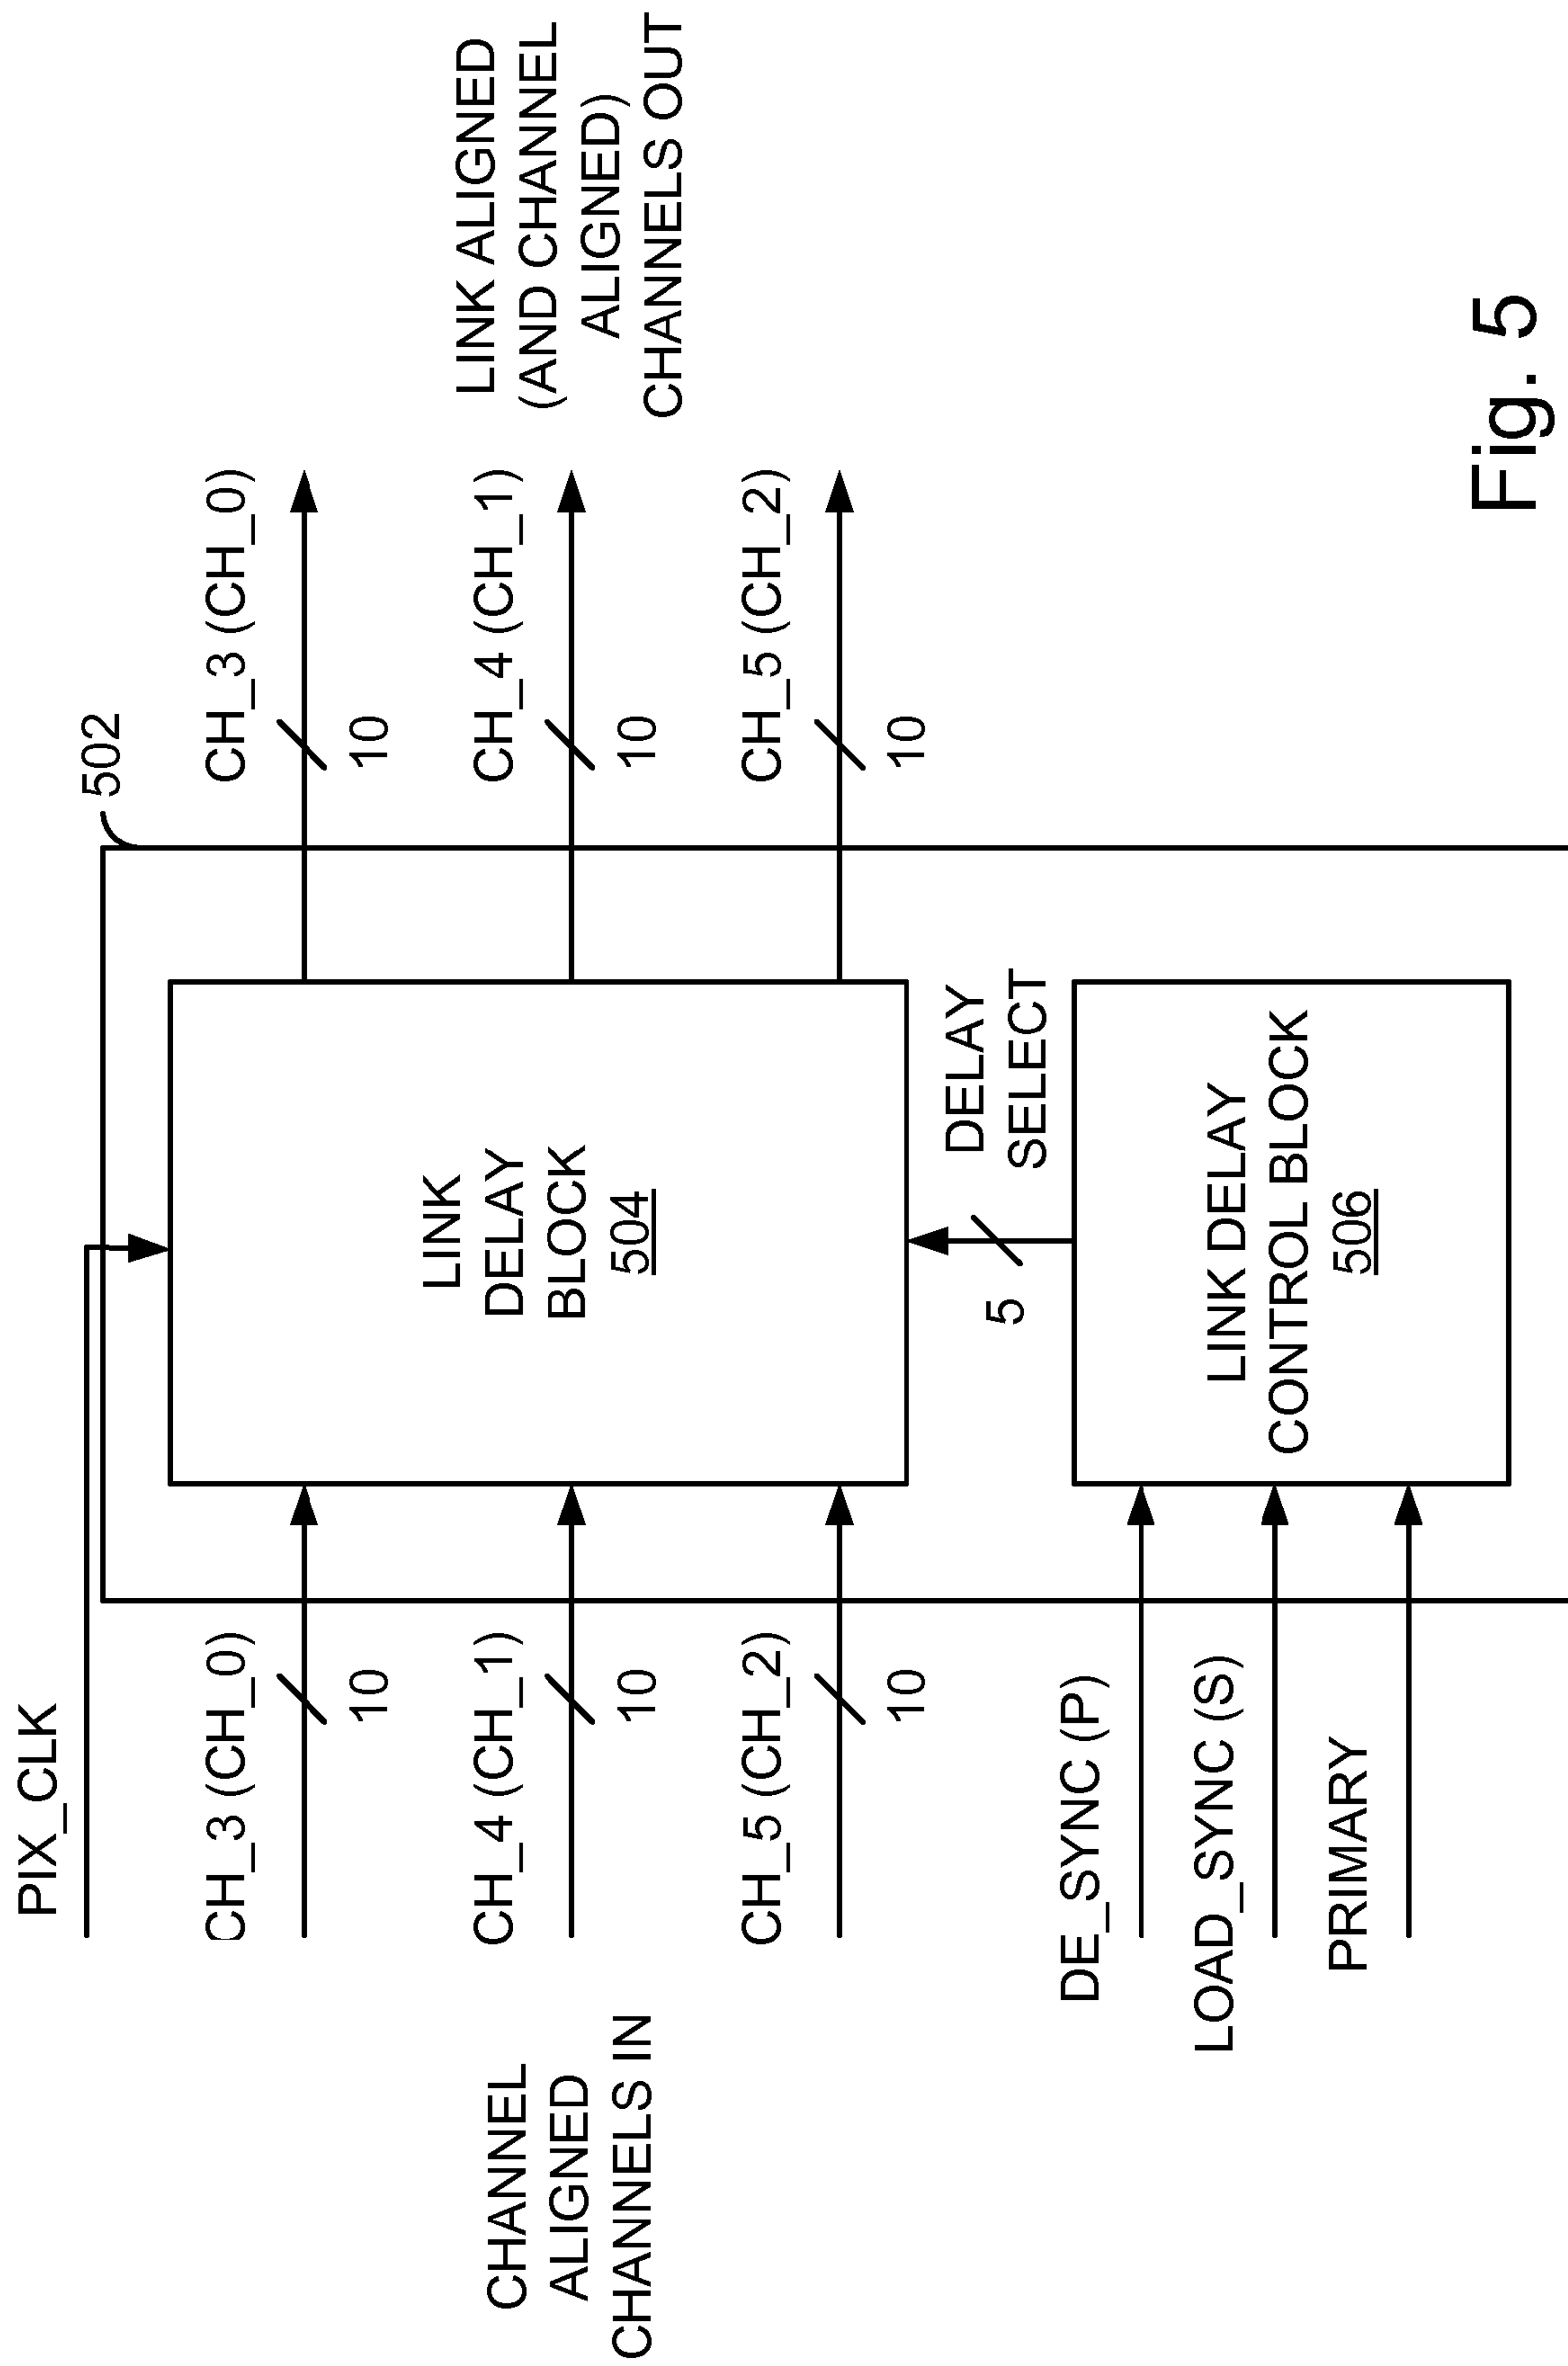 PIX_CLK
502
CH_3 (CH_0)
10
CH_4 (CH_1)
10
CH_5 (CH_2)
10
CHANNEL
ALIGNED
CHANNELS IN
LINK
DELAY
BLOCK
504
CH_3 (CH_0)
10
CH_4 (CH_1)
10
CH_5 (CH_2)
10
LINK ALIGNED
(AND CHANNEL
ALIGNED)
CHANNELS OUT
5
DELAY
SELECT
DE_SYNC (P)
LOAD_SYNC (S)
PRIMARY
LINK DELAY
CONTROL BLOCK
506
Fig. 5